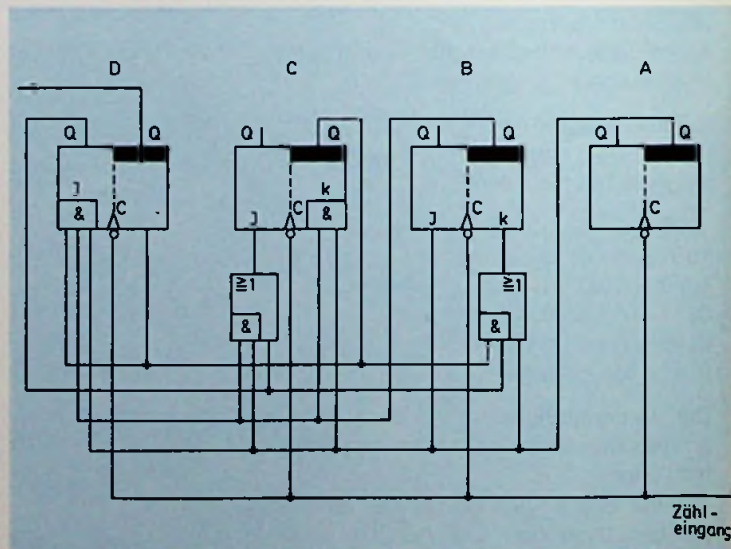 D C B A
Q Q Q Q Q Q Q Q
J C C k C C
& &
J J k
≧1 ≧1
& &
Zähl-
eingang